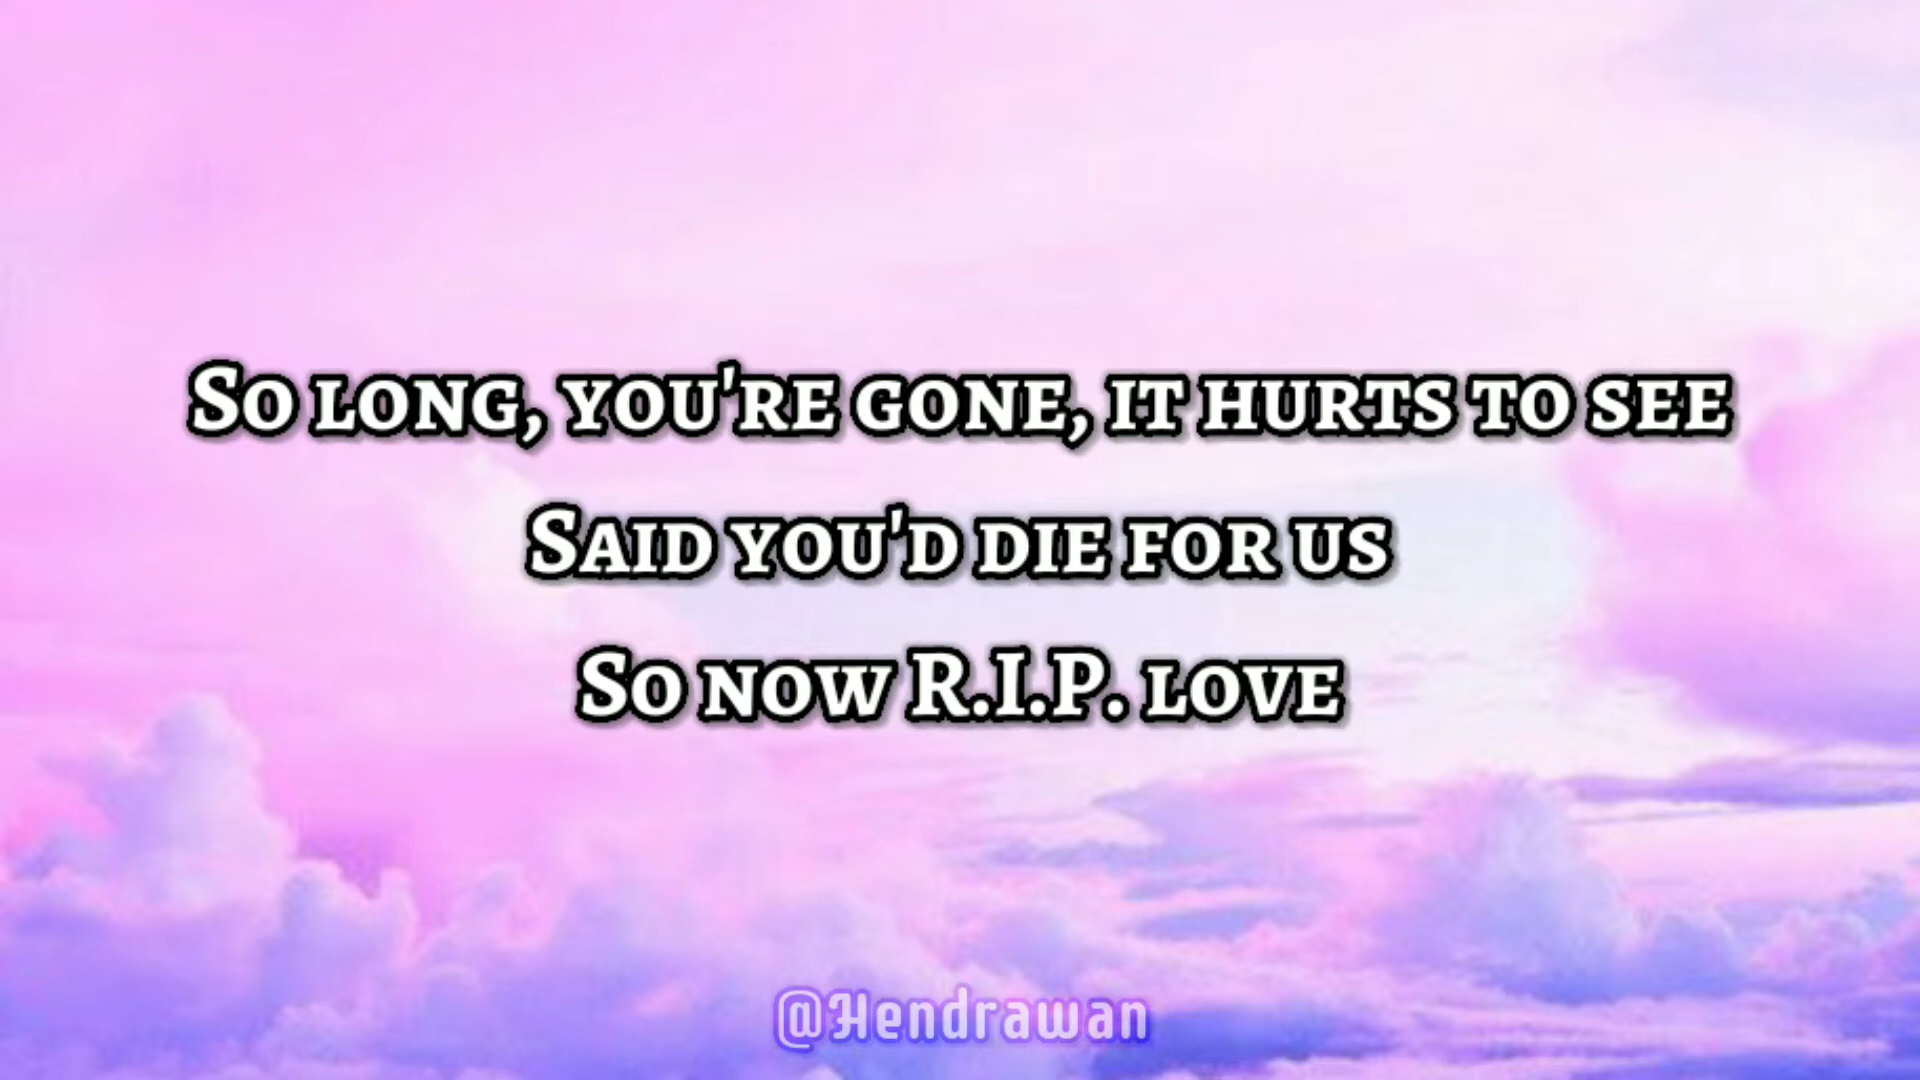 So long, you're gone, it hurts to see
Said you'd die for us
So now R.I.P. love
@Hendrawan